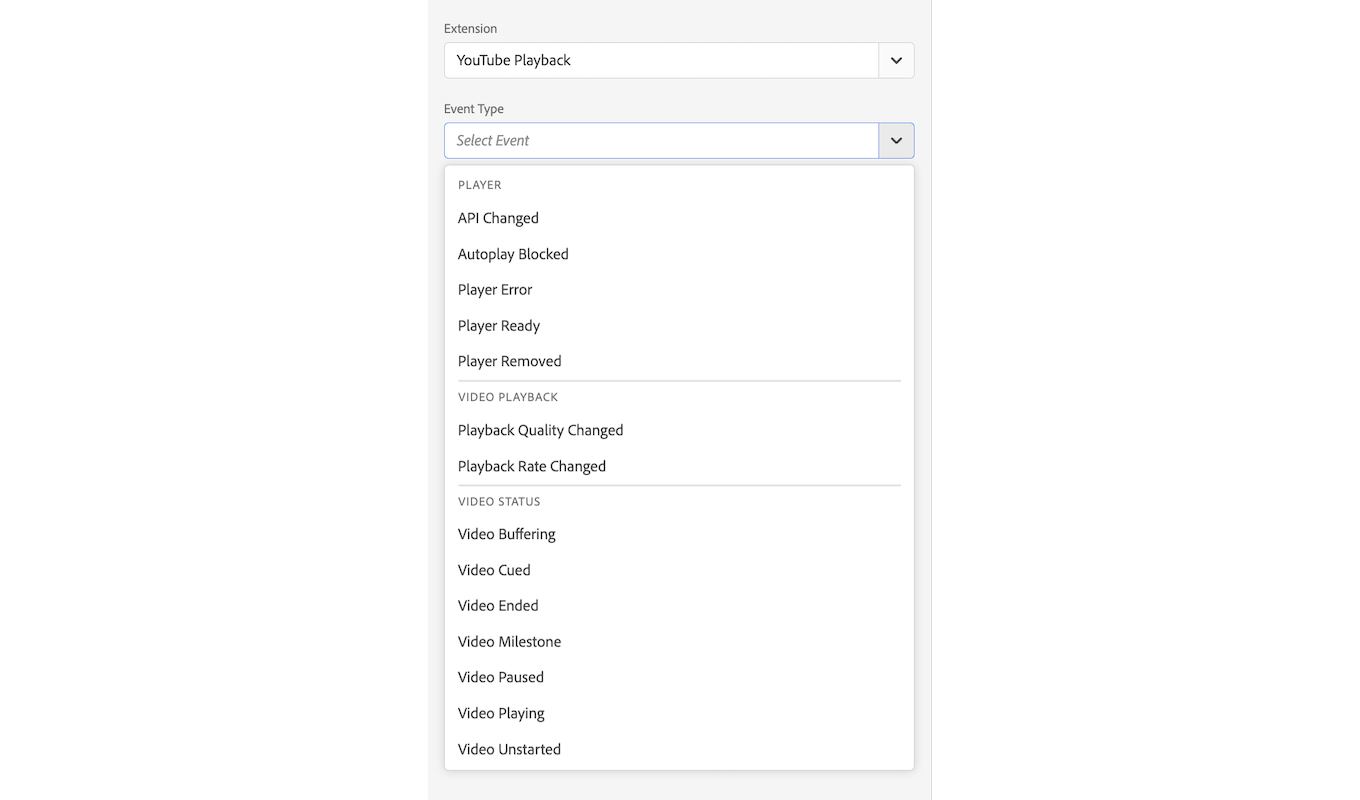 Extension
YouTube Playback
Event Type
Select Event
PLAYER
API Changed
Autoplay Blocked
Player Error
Player Ready
Player Removed
VIDEO PLAYBACK
Playback Quality Changed
Playback Rate Changed
VIDEO STATUS
Video Buffering
Video Cued
Video Ended
Video Milestone
Video Paused
Video Playing
Video Unstarted